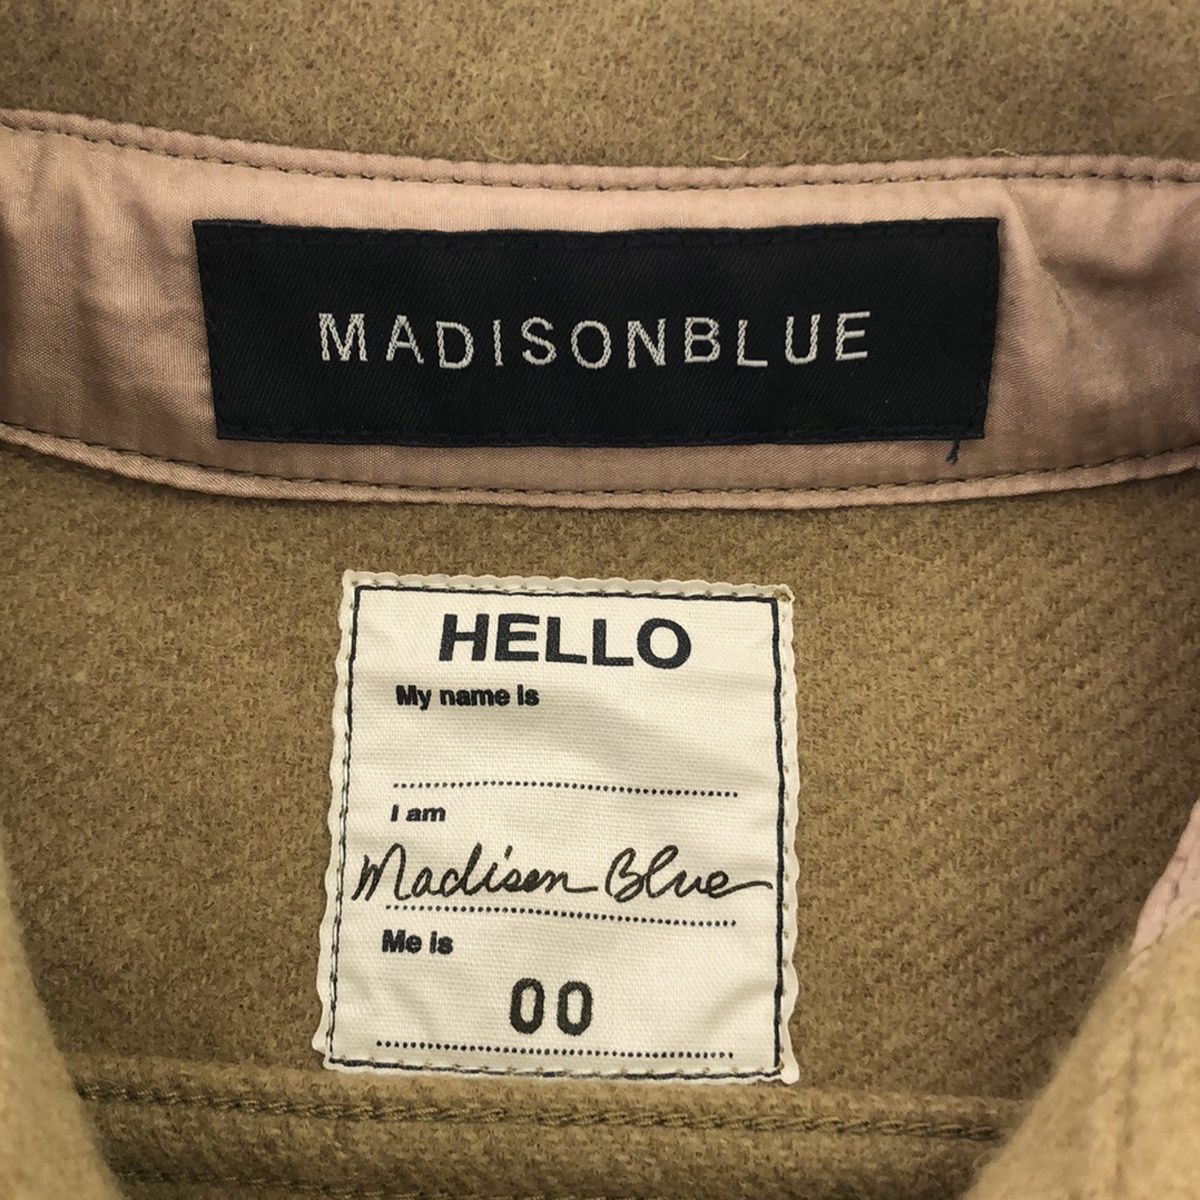 MADISONBLUE
HELLO
My name is
I am
Madison Blue
Me is
00